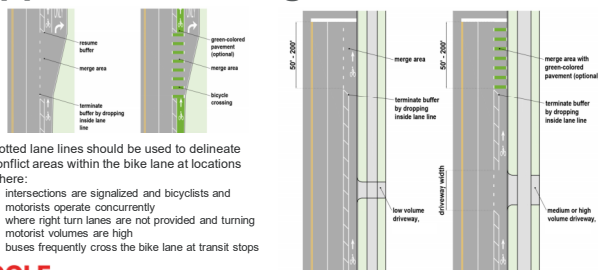 resume
buffer
merge area
terminate
buffer by dropping
inside lane
line
green-colored
pavement
(optional)
merge area
bicycle
crossing
otted lane lines should be used to delineate
onflict areas within the bike lane at locations
here:
intersections are signalized and bicyclists and
motorists operate concurrently
where right turn lanes are not provided and turning
motorist volumes are high
buses frequently cross the bike lane at transit stops
50' - 200'
merge area
terminate buffer
by dropping
inside lane line
low volume
driveway,
50' - 200'
driveway width
merge area with
green-colored
pavement (optional
terminate buffer
by dropping
inside lane line
medium or high
volume driveway,